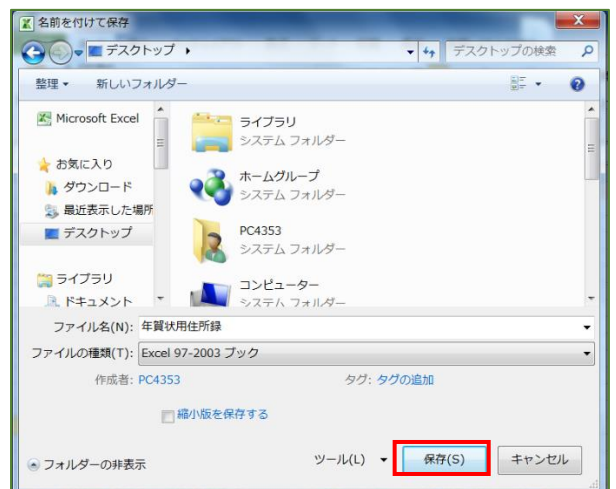 名前を付けて保存
デスクトップ
デスクトップの検索
整理 新しいフォルダー
Microsoft Excel
お気に入り
ダウンロード
最近表示した場所
デスクトップ
ライブラリ
ドキュメント
ライブラリ
システム フォルダー
ホームグループ
システム フォルダー
PC4353
システム フォルダー
コンピューター
システム フォルダー
ファイル名(N): 年賀状用住所録
ファイルの種類(T): Excel 97-2003 ブック
作成者: PC4353 タグ: タグの追加
縮小版を保存する
フォルダーの非表示 ツール(L) 保存(S) キャンセル